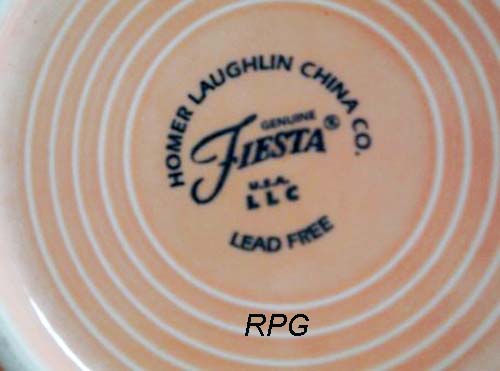 HOMER LAUGHLIN CHINA CO.
GENUINE
FIESTA®
U.S.A.
LLC
LEAD FREE
RPG